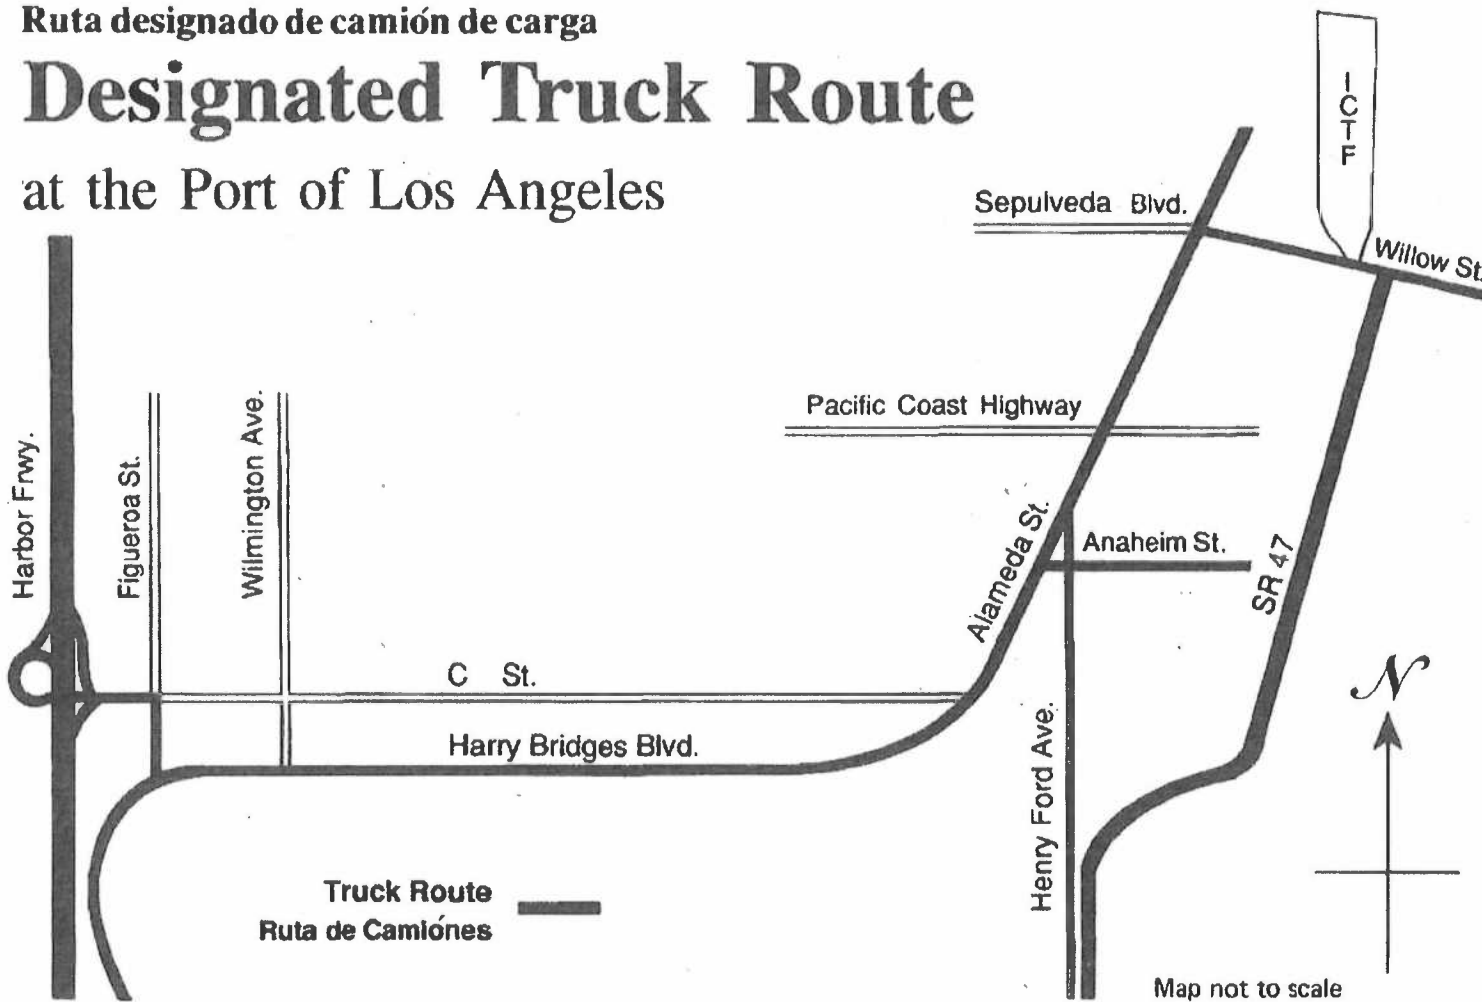 Ruta designado de camión de carga
Designated Truck Route
at the Port of Los Angeles
ICTF
Sepulveda Blvd.
Willow St.
Pacific Coast Highway
Harbor Frwy.
Figueroa St.
Wilmington Ave.
Alameda St.
Anaheim St.
SR 47
C St.
Harry Bridges Blvd.
Henry Ford Ave.
N
Truck Route
Ruta de Camiónes
Map not to scale